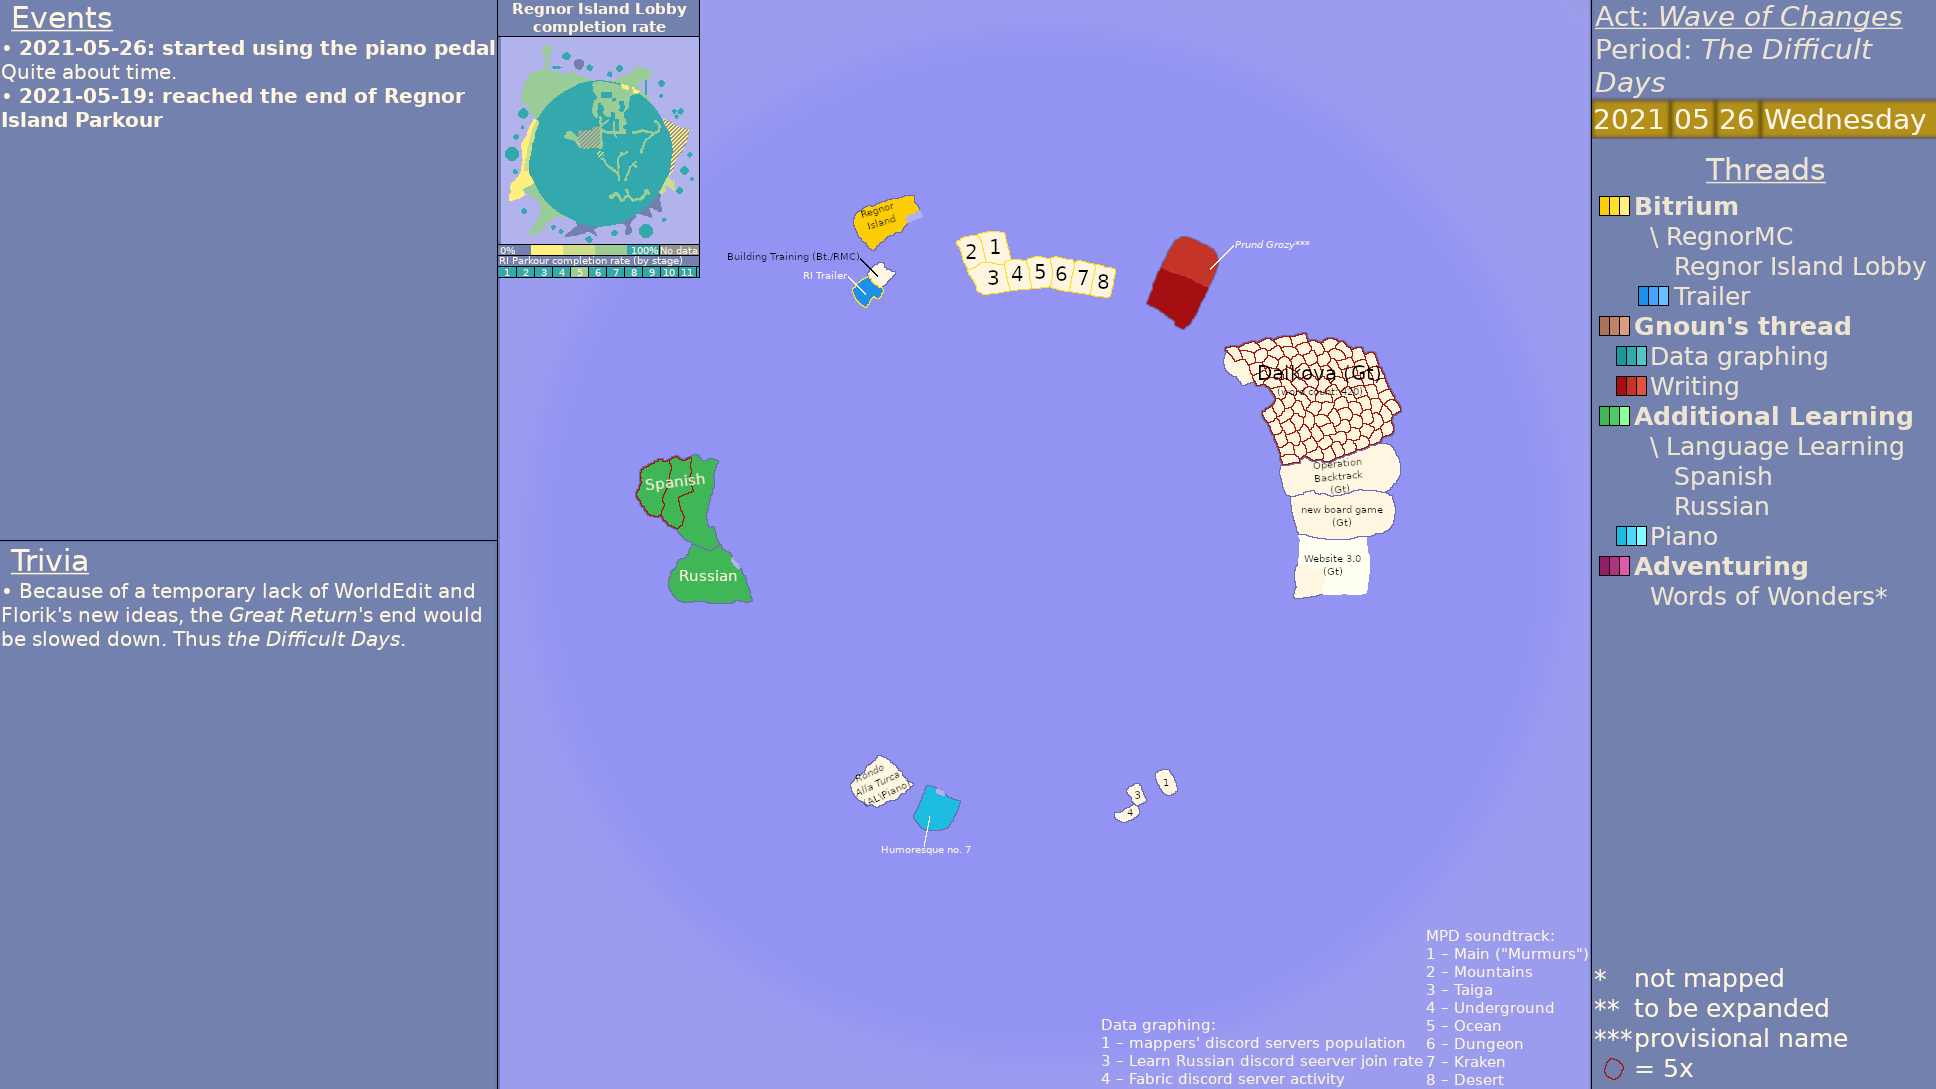 Events
• 2021-05-26: started using the piano pedal
Quite about time.
• 2021-05-19: reached the end of Regnor
Island Parkour
Trivia
• Because of a temporary lack of WorldEdit and
Florik's new ideas, the Great Return's end would
be slowed down. Thus the Difficult Days.
Regnor Island Lobby
completion rate
0% 100% No data
RI Parkour completion rate (by stage)
1 2 3 4 5 6 7 8 9 10 11
Regnor
Island
Building Training (Bt./RMC)
RI Trailer
2 1
3 4 5 6 7 8
Prund Grozy***
Dalkova (Gt)
(word count: 420)
Operation
Backtrack
(Gt)
new board game
(Gt)
Website 3.0
(Gt)
Spanish
Russian
Rondo
Alla Turca
(AL\Piano)
Humoresque no. 7
1
3
4
Data graphing:
1 – mappers' discord servers population
3 – Learn Russian discord seerver join rate
4 – Fabric discord server activity
MPD soundtrack:
1 – Main ("Murmurs")
2 – Mountains
3 – Taiga
4 – Underground
5 – Ocean
6 – Dungeon
7 – Kraken
8 – Desert
Act: Wave of Changes
Period: The Difficult
Days
2021 05 26 Wednesday
Threads
Bitrium
\ RegnorMC
Regnor Island Lobby
Trailer
Gnoun's thread
Data graphing
Writing
Additional Learning
\ Language Learning
Spanish
Russian
Piano
Adventuring
Words of Wonders*
* not mapped
** to be expanded
*** provisional name
= 5x